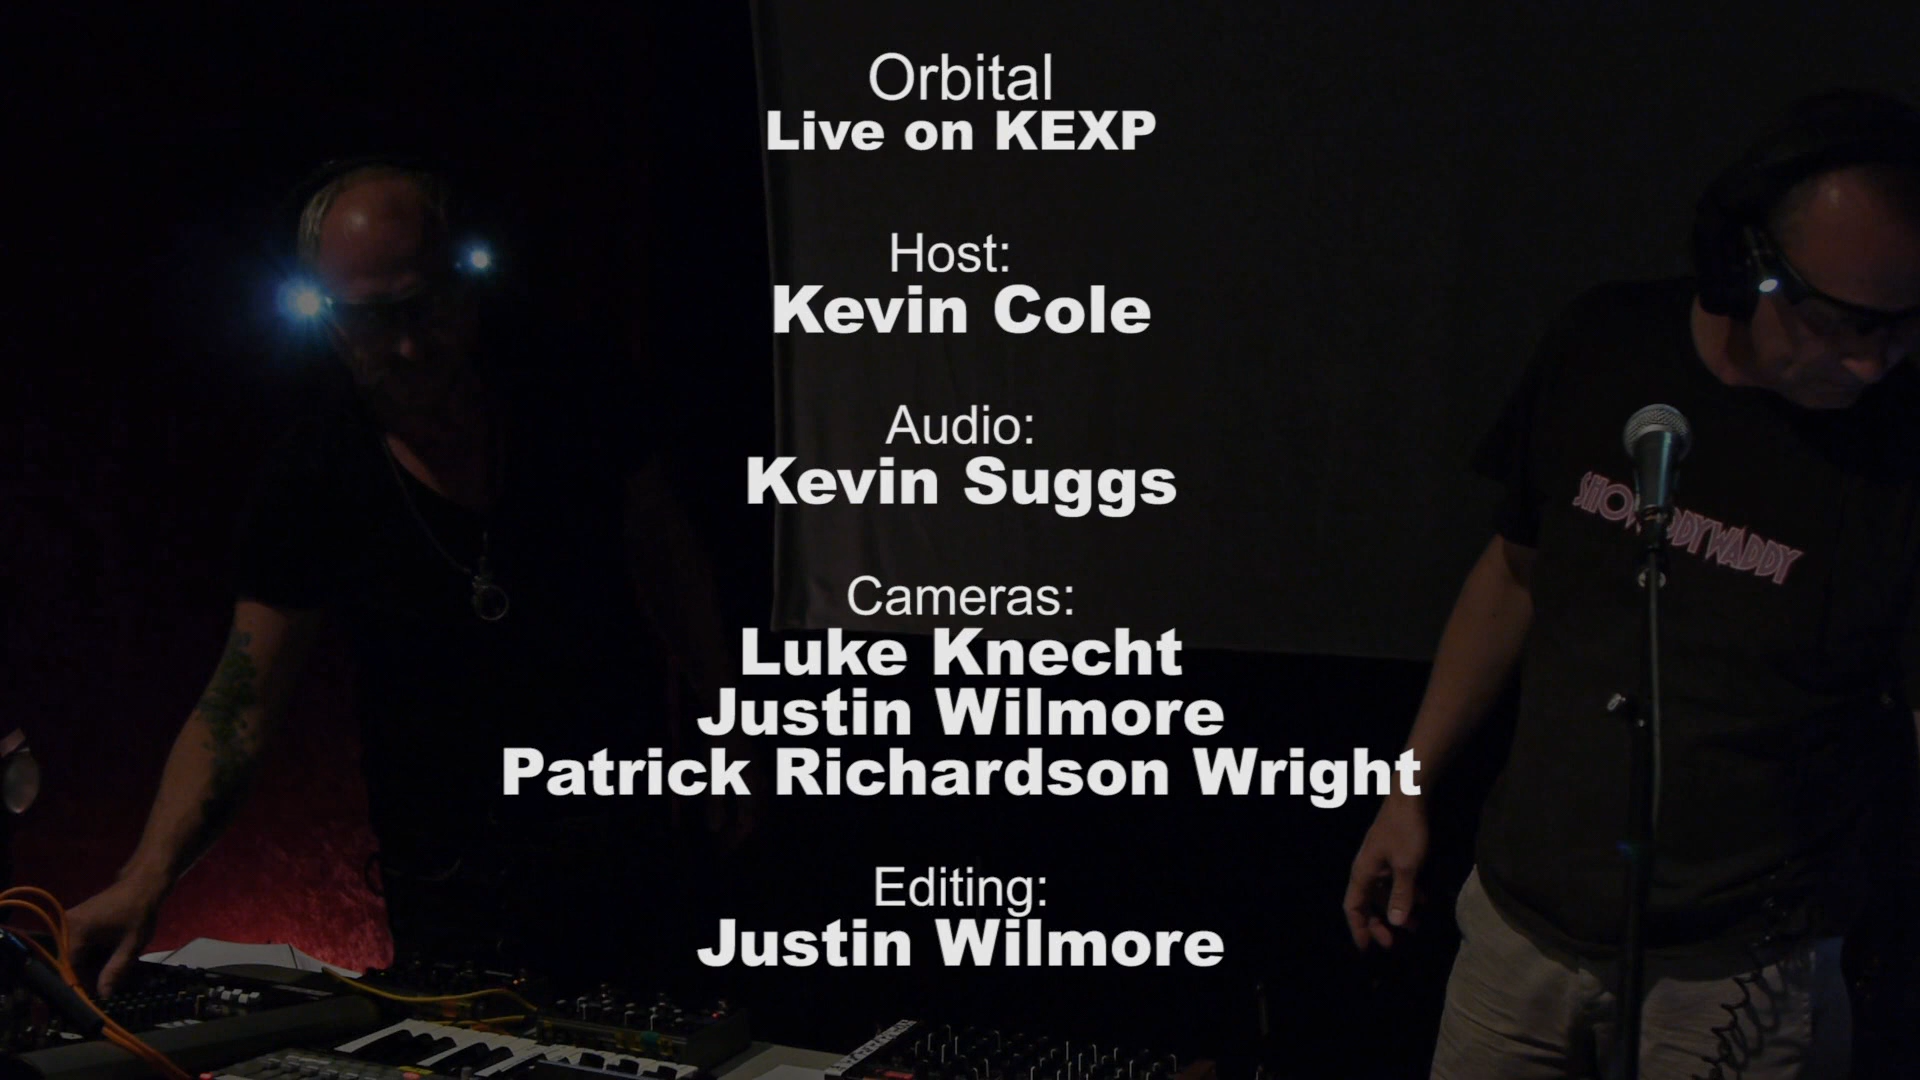 Orbital
Live on KEXP
Host:
Kevin Cole
Audio:
Kevin Suggs
Cameras:
Luke Knecht
Justin Wilmore
Patrick Richardson Wright
Editing:
Justin Wilmore